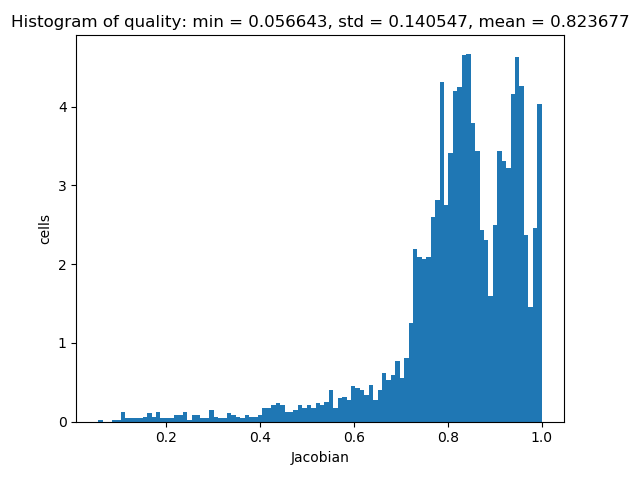 Histogram of quality: min = 0.056643, std = 0.140547, mean = 0.823677
4
3
2
1
0
cells
0.2 0.4 0.6 0.8 1.0
Jacobian